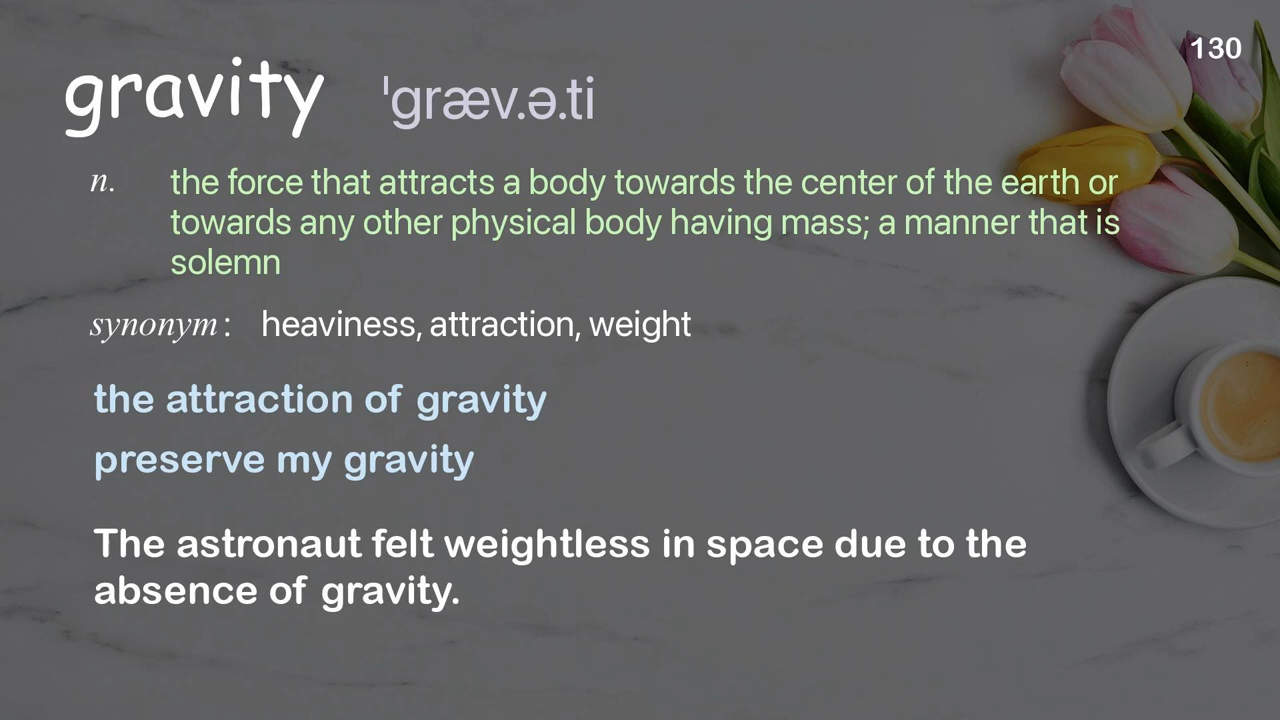 130
gravity ˈɡræv.ə.ti
n. the force that attracts a body towards the center of the earth or
towards any other physical body having mass; a manner that is
solemn
synonym: heaviness, attraction, weight
the attraction of gravity
preserve my gravity
The astronaut felt weightless in space due to the
absence of gravity.